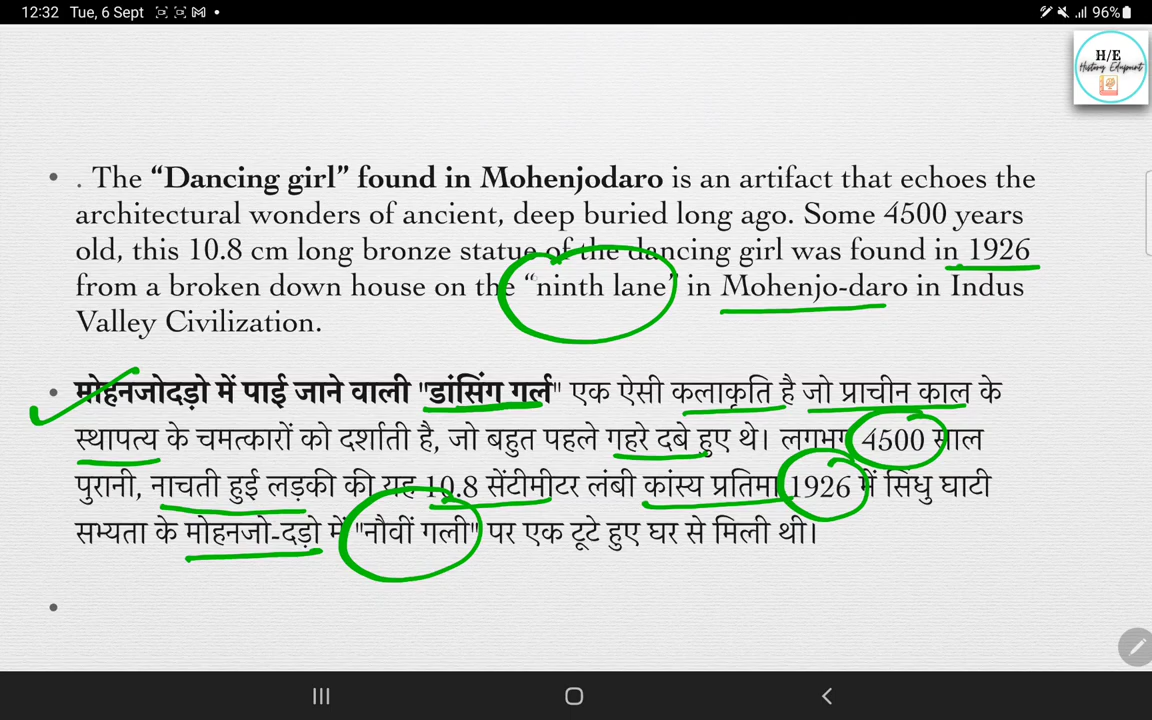 12:32 Tue, 6 Sept
96%
H/E
History Edupoint
• . The “Dancing girl” found in Mohenjodaro is an artifact that echoes the
architectural wonders of ancient, deep buried long ago. Some 4500 years
old, this 10.8 cm long bronze statue of the dancing girl was found in 1926
from a broken down house on the “ninth lane” in Mohenjo-daro in Indus
Valley Civilization.
• मोहनजोदड़ो में पाई जाने वाली "डांसिंग गर्ल" एक ऐसी कलाकृति है जो प्राचीन काल के
स्थापत्य के चमत्कारों को दर्शाती है, जो बहुत पहले गहरे दबे हुए थे। लगभग 4500 साल
पुरानी, नाचती हुई लड़की की यह 10.8 सेंटीमीटर लंबी कांस्य प्रतिमा 1926 में सिंधु घाटी
सभ्यता के मोहनजो-दड़ो में "नौवीं गली" पर एक टूटे हुए घर से मिली थी।
•